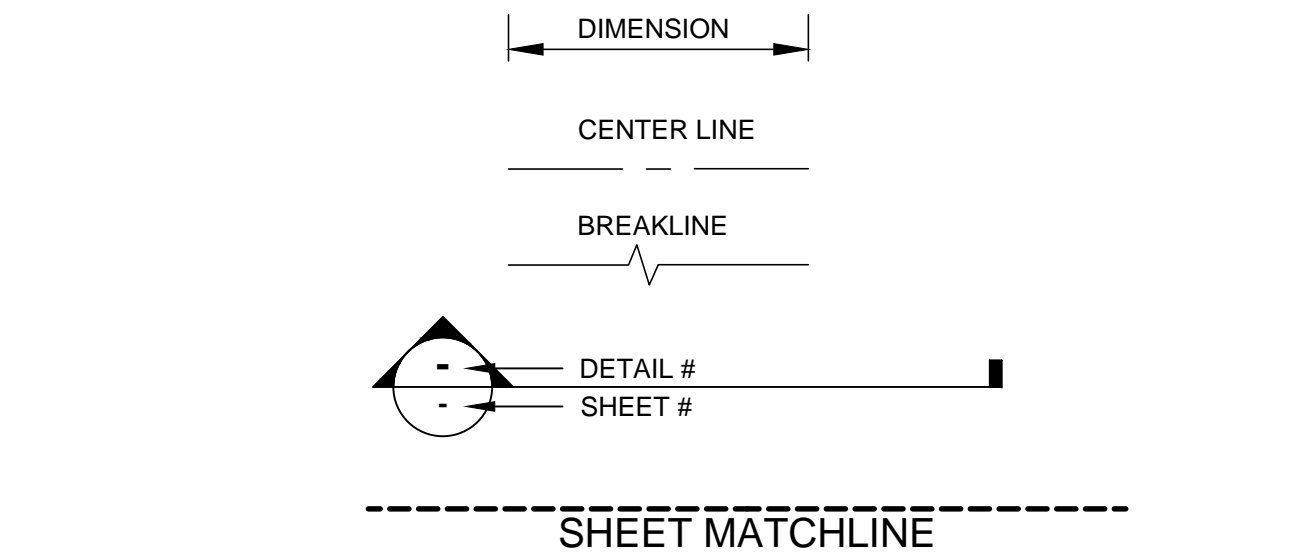 DIMENSION
CENTER LINE
BREAKLINE
DETAIL #
SHEET #
SHEET MATCHLINE